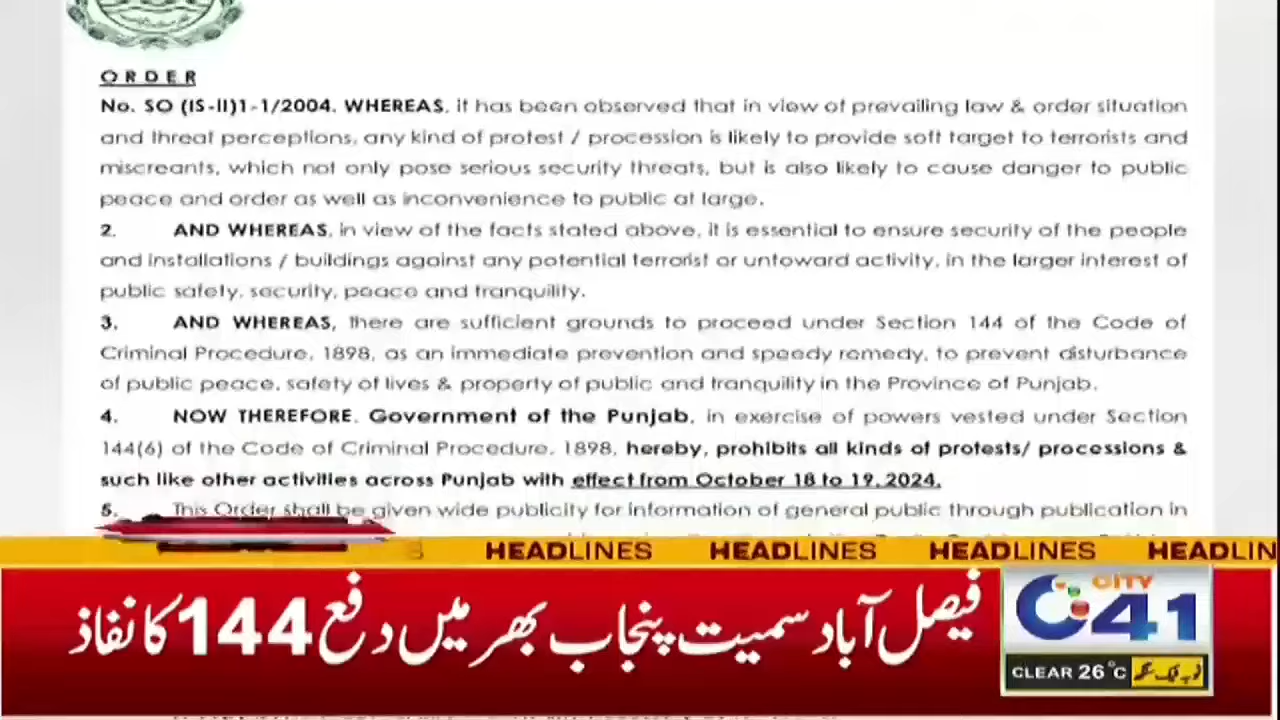 ORDER
No. SO (IS-II)1-1/2004. WHEREAS, it has been observed that in view of prevailing law & order situation
and threat perceptions, any kind of protest / procession is likely to provide soft target to terrorists and
miscreants, which not only pose serious security threats, but is also likely to cause danger to public
peace and order as well as inconvenience to public at large.
2. AND WHEREAS, in view of the facts stated above, it is essential to ensure security of the people
and installations / buildings against any potential terrorist or untoward activity, in the larger interest of
public safety, security, peace and tranquility.
3. AND WHEREAS, there are sufficient grounds to proceed under Section 144 of the Code of
Criminal Procedure, 1898, as an immediate prevention and speedy remedy, to prevent disturbance
of public peace, safety of lives & property of public and tranquility in the Province of Punjab.
4. NOW THEREFORE, Government of the Punjab, in exercise of powers vested under Section
144(6) of the Code of Criminal Procedure, 1898, hereby, prohibits all kinds of protests/ processions &
such like other activities across Punjab with effect from October 18 to 19, 2024.
5. This Order shall be given wide publicity for information of general public through publication in
HEADLINES HEADLINES HEADLINES HEADLIN
فیصل آباد سمیت پنجاب بھر میں دفع 144 کا نفاذ
CITY
41
CLEAR 26°C ٹوبہ ٹیک سنگھ